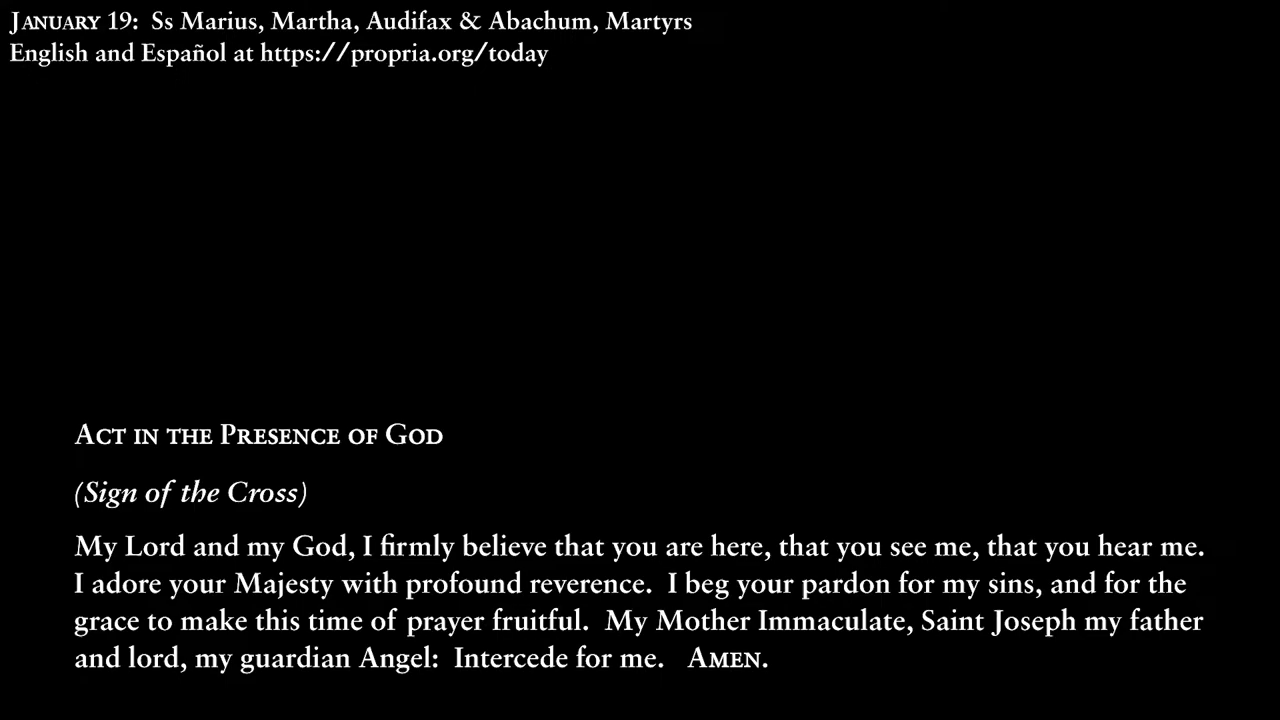 January 19: Ss Marius, Martha, Audifax & Abachum, Martyrs
English and Español at https://propria.org/today
Act in the Presence of God
(Sign of the Cross)
My Lord and my God, I firmly believe that you are here, that you see me, that you hear me.
I adore your Majesty with profound reverence. I beg your pardon for my sins, and for the
grace to make this time of prayer fruitful. My Mother Immaculate, Saint Joseph my father
and lord, my guardian Angel: Intercede for me. Amen.